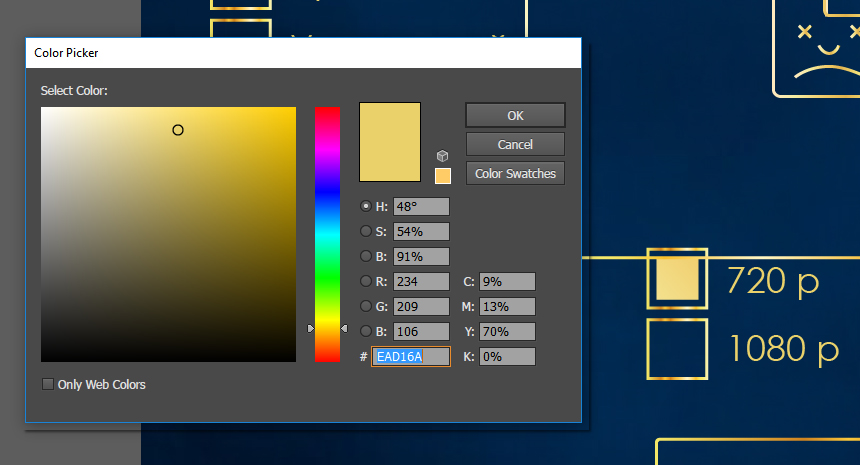 Color Picker
Select Color:
OK
Cancel
Color Swatches
H: 48°
S: 54%
B: 91%
R: 234 C: 9%
G: 209 M: 13%
B: 106 Y: 70%
# EAD16A K: 0%
Only Web Colors
720 p
1080 p